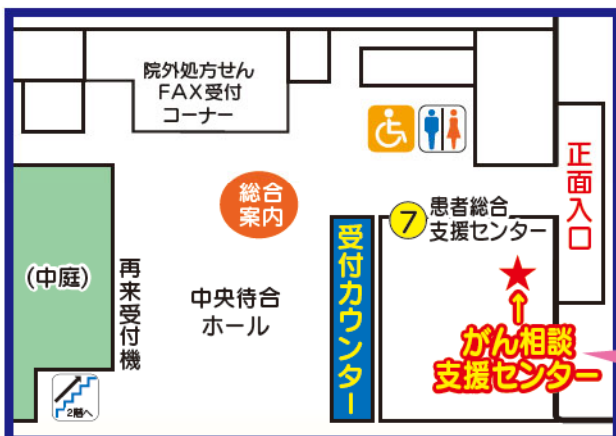 院外処方せん
FAX受付
コーナー
正面入口
総合
案内
7
患者総合
支援センター
受付カウンター
(中庭)
再来受付機
中央待合
ホール
がん相談
支援センター
2階へ